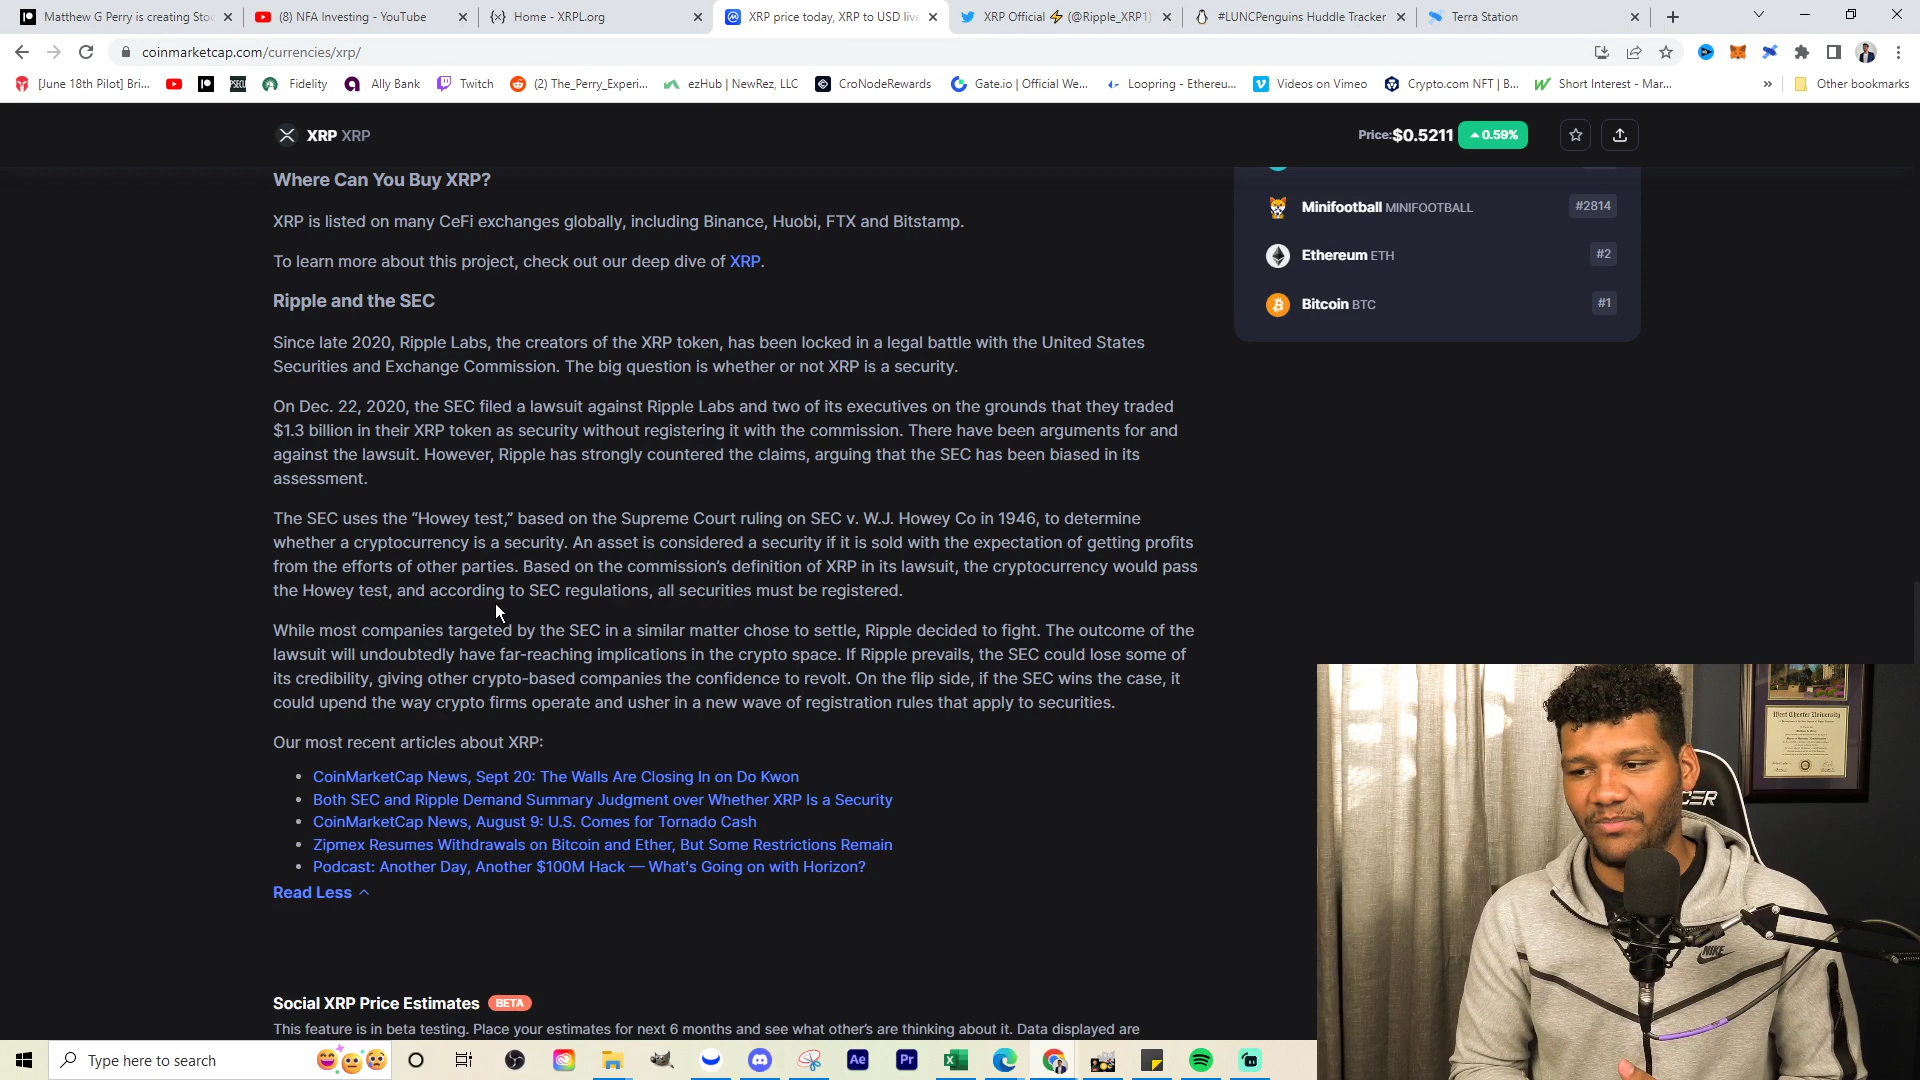 Matthew G Perry is creating Stoc
(8) NFA Investing - YouTube
Home - XRPL.org
XRP price today, XRP to USD live
XRP Official ⚡ (@Ripple_XRP1)
#LUNCPenguins Huddle Tracker
Terra Station
coinmarketcap.com/currencies/xrp/
[June 18th Pilot] Bri...
Fidelity
Ally Bank
Twitch
(2) The_Perry_Experi...
ezHub | NewRez, LLC
CroNodeRewards
Gate.io | Official We...
Loopring - Ethereu...
Videos on Vimeo
Crypto.com NFT | B...
Short Interest - Mar...
»
Other bookmarks
XRP XRP
Price:$0.5211
0.59%
Where Can You Buy XRP?
XRP is listed on many CeFi exchanges globally, including Binance, Huobi, FTX and Bitstamp.
To learn more about this project, check out our deep dive of XRP.
Ripple and the SEC
Since late 2020, Ripple Labs, the creators of the XRP token, has been locked in a legal battle with the United States
Securities and Exchange Commission. The big question is whether or not XRP is a security.
On Dec. 22, 2020, the SEC filed a lawsuit against Ripple Labs and two of its executives on the grounds that they traded
$1.3 billion in their XRP token as security without registering it with the commission. There have been arguments for and
against the lawsuit. However, Ripple has strongly countered the claims, arguing that the SEC has been biased in its
assessment.
The SEC uses the “Howey test,” based on the Supreme Court ruling on SEC v. W.J. Howey Co in 1946, to determine
whether a cryptocurrency is a security. An asset is considered a security if it is sold with the expectation of getting profits
from the efforts of other parties. Based on the commission’s definition of XRP in its lawsuit, the cryptocurrency would pass
the Howey test, and according to SEC regulations, all securities must be registered.
While most companies targeted by the SEC in a similar matter chose to settle, Ripple decided to fight. The outcome of the
lawsuit will undoubtedly have far-reaching implications in the crypto space. If Ripple prevails, the SEC could lose some of
its credibility, giving other crypto-based companies the confidence to revolt. On the flip side, if the SEC wins the case, it
could upend the way crypto firms operate and usher in a new wave of registration rules that apply to securities.
Our most recent articles about XRP:
CoinMarketCap News, Sept 20: The Walls Are Closing In on Do Kwon
Both SEC and Ripple Demand Summary Judgment over Whether XRP Is a Security
CoinMarketCap News, August 9: U.S. Comes for Tornado Cash
Zipmex Resumes Withdrawals on Bitcoin and Ether, But Some Restrictions Remain
Podcast: Another Day, Another $100M Hack — What's Going on with Horizon?
Read Less
Social XRP Price Estimates BETA
This feature is in beta testing. Place your estimates for next 6 months and see what other's are thinking about it. Data displayed are
Minifootball MINIFOOTBALL #2814
Ethereum ETH #2
Bitcoin BTC #1
West Chester University
CER
NIKE
Type here to search
Ae
Pr